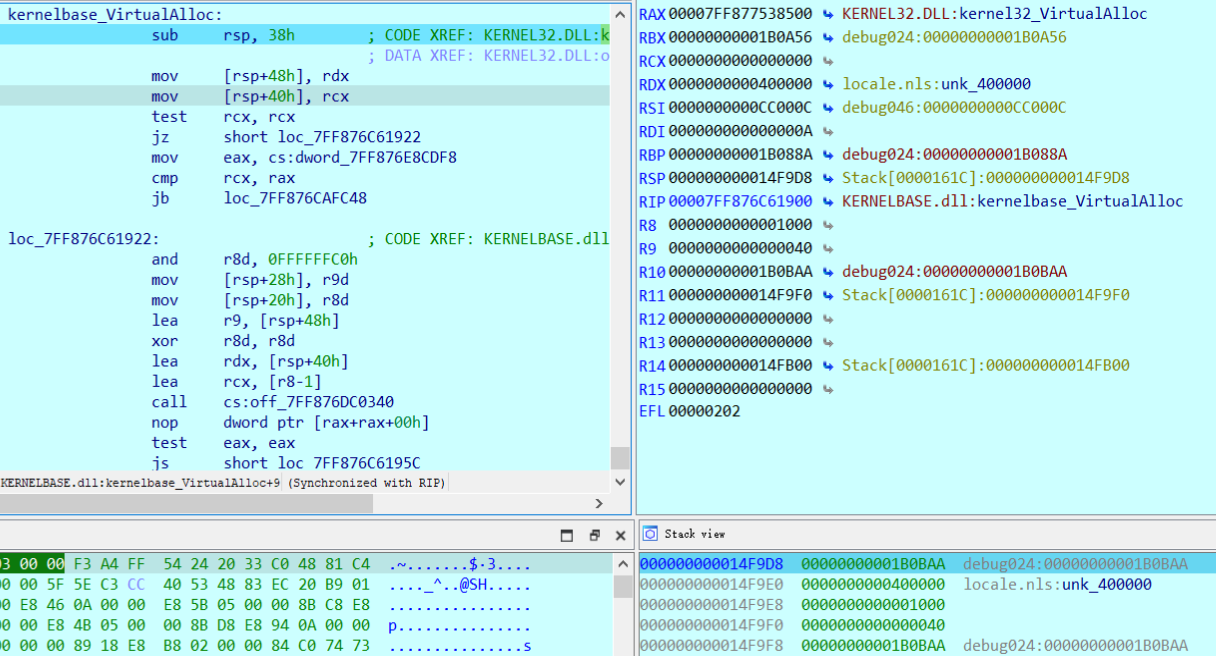 kernelbase_VirtualAlloc:
sub rsp, 38h ; CODE XREF: KERNEL32.DLL:k
; DATA XREF: KERNEL32.DLL:o
mov [rsp+48h], rdx
mov [rsp+40h], rcx
test rcx, rcx
jz short loc_7FF876C61922
mov eax, cs:dword_7FF876E8CDF8
cmp rcx, rax
jb loc_7FF876CAFC48
loc_7FF876C61922: ; CODE XREF: KERNELBASE.dll
and r8d, 0FFFFFFC0h
mov [rsp+28h], r9d
mov [rsp+20h], r8d
lea r9, [rsp+48h]
xor r8d, r8d
lea rdx, [rsp+40h]
lea rcx, [r8-1]
call cs:off_7FF876DC0340
nop dword ptr [rax+rax+00h]
test eax, eax
js short loc_7FF876C6195C
KERNELBASE.dll:kernelbase_VirtualAlloc+9 (Synchronized with RIP)
RAX 00007FF877538500 KERNEL32.DLL:kernel32_VirtualAlloc
RBX 00000000001B0A56 debug024:00000000001B0A56
RCX 0000000000000000
RDX 0000000000400000 locale.nls:unk_400000
RSI 0000000000CC000C debug046:0000000000CC000C
RDI 000000000000000A
RBP 00000000001B088A debug024:00000000001B088A
RSP 000000000014F9D8 Stack[0000161C]:000000000014F9D8
RIP 00007FF876C61900 KERNELBASE.dll:kernelbase_VirtualAlloc
R8 0000000000001000
R9 0000000000000040
R10 00000000001B0BAA debug024:00000000001B0BAA
R11 000000000014F9F0 Stack[0000161C]:000000000014F9F0
R12 0000000000000000
R13 0000000000000000
R14 000000000014FB00 Stack[0000161C]:000000000014FB00
R15 0000000000000000
EFL 00000202
03 00 00 F3 A4 FF 54 24 20 33 C0 48 81 C4 .~.......$·3....
00 00 5F 5E C3 CC 40 53 48 83 EC 20 B9 01 ...._^..@SH.....
00 E8 46 0A 00 00 E8 5B 05 00 00 8B C8 E8 ................
00 00 E8 4B 05 00 00 8B D8 E8 94 0A 00 00 p...............
00 00 00 89 18 E8 B8 02 00 00 84 C0 74 73 ...............s
Stack view
000000000014F9D8 00000000001B0BAA debug024:00000000001B0BAA
000000000014F9E0 0000000000400000 locale.nls:unk_400000
000000000014F9E8 0000000000001000
000000000014F9F0 0000000000000040
000000000014F9F8 00000000001B0BAA debug024:00000000001B0BAA